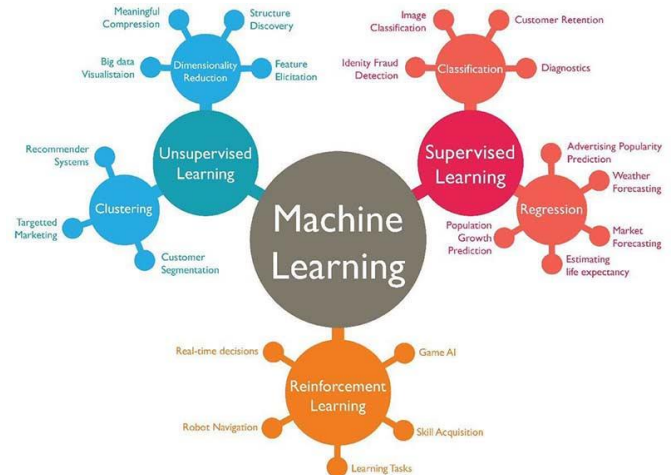 Meaningful
Compression
Structure
Discovery
Big data
Visualistaion
Dimensionality
Reduction
Feature
Elicitation
Unsupervised
Learning
Recommender
Systems
Clustering
Targetted
Marketing
Customer
Segmentation
Machine
Learning
Image
Classification
Customer Retention
Idenity Fraud
Detection
Classification
Diagnostics
Supervised
Learning
Advertising Popularity
Prediction
Weather
Forecasting
Regression
Population
Growth
Prediction
Market
Forecasting
Estimating
life expectancy
Real-time decisions
Game AI
Reinforcement
Learning
Robot Navigation
Skill Acquisition
Learning Tasks